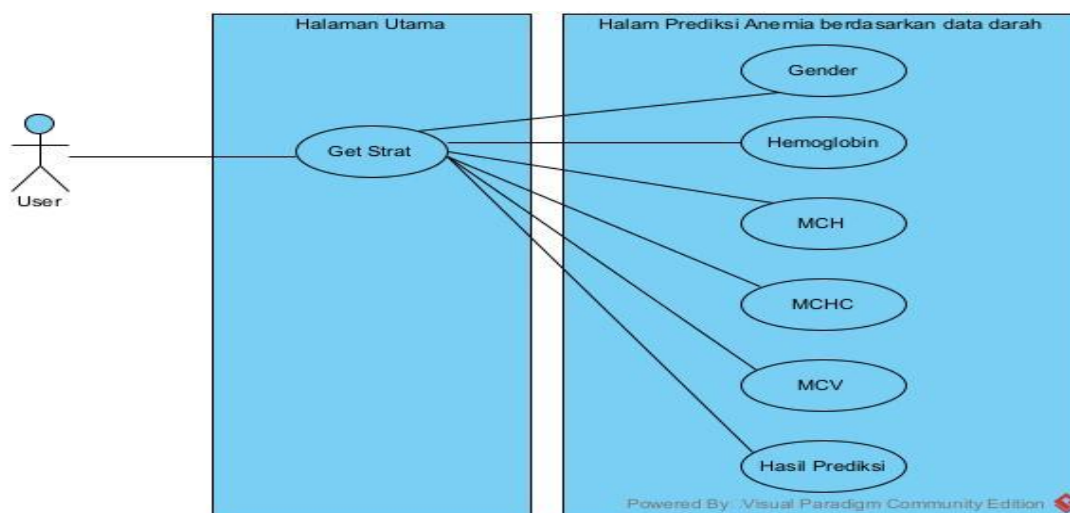 Halaman Utama
Halam Prediksi Anemia berdasarkan data darah
User
Get Strat
Gender
Hemoglobin
MCH
MCHC
MCV
Hasil Prediksi
Powered By: Visual Paradigm Community Edition